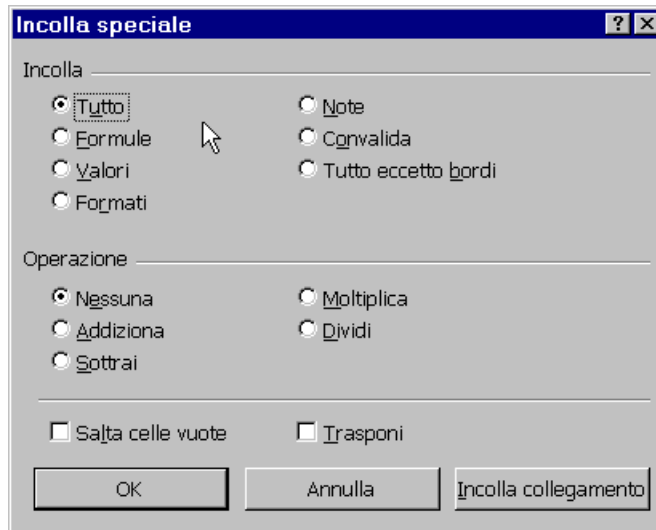 Incolla speciale
Incolla
Tutto
Note
Formule
Convalida
Valori
Tutto eccetto bordi
Formati
Operazione
Nessuna
Moltiplica
Addiziona
Dividi
Sottrai
Salta celle vuote
Trasponi
OK
Annulla
Incolla collegamento